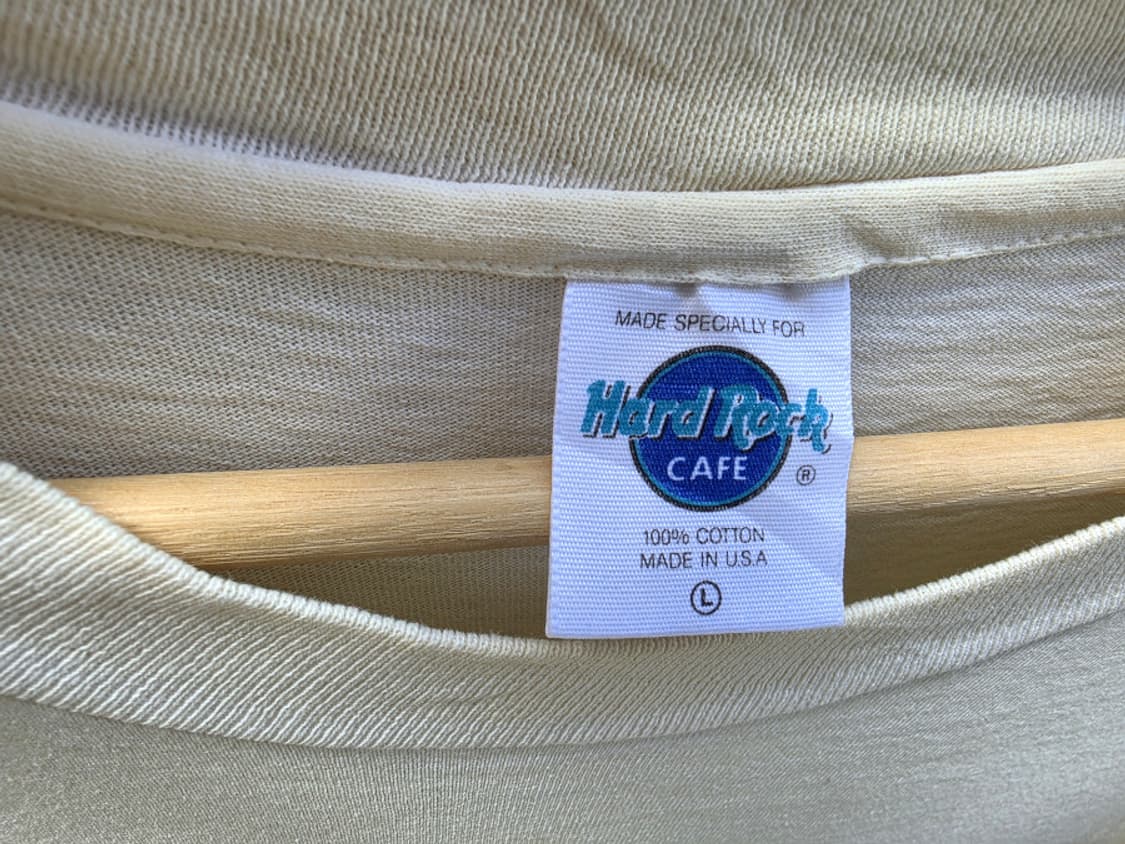 MADE SPECIALLY FOR
Hard Rock
CAFE
®
100% COTTON
MADE IN U.S.A
L